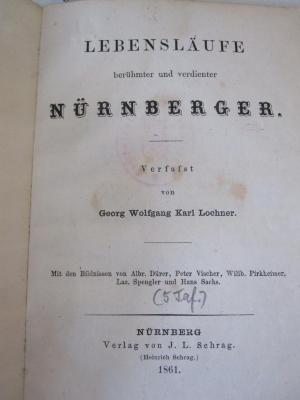 LEBENSLÄUFE
berühmter und verdienter
NÜRNBERGER.
Verfafst
von
Georg Wolfgang Karl Lochner.
Mit den Bildnissen von Albr. Dürer, Peter Vischer, Wilib. Pirkheimer,
Laz. Spengler und Hans Sachs.
(5 Taf.)
NÜRNBERG
Verlag von J. L. Schrag.
(Heinrich Schrag.)
1861.